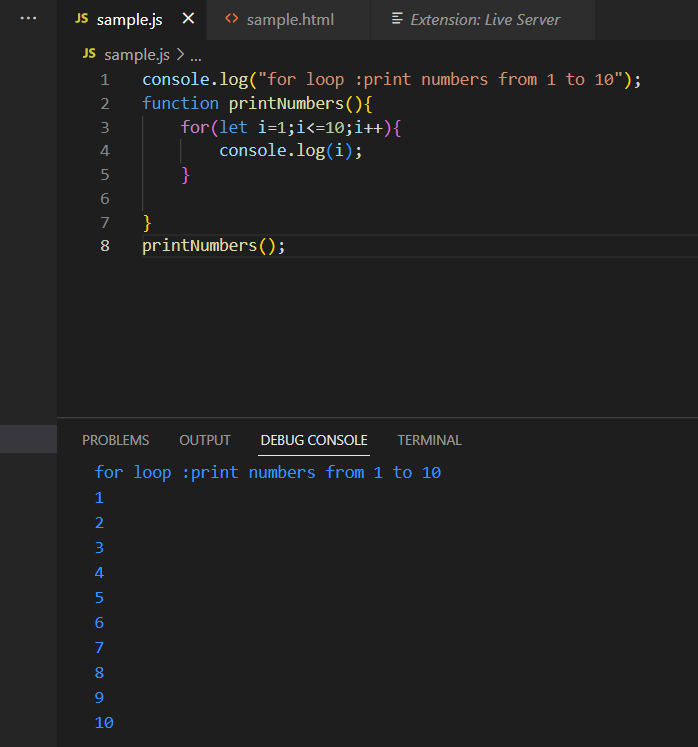 ··· JS sample.js × <> sample.html Extension: Live Server
JS sample.js > ...
1 console.log("for loop :print numbers from 1 to 10");
2 function printNumbers(){
3 for(let i=1;i<=10;i++){
4 console.log(i);
5 }
6
7 }
8 printNumbers();
PROBLEMS OUTPUT DEBUG CONSOLE TERMINAL
for loop :print numbers from 1 to 10
1
2
3
4
5
6
7
8
9
10